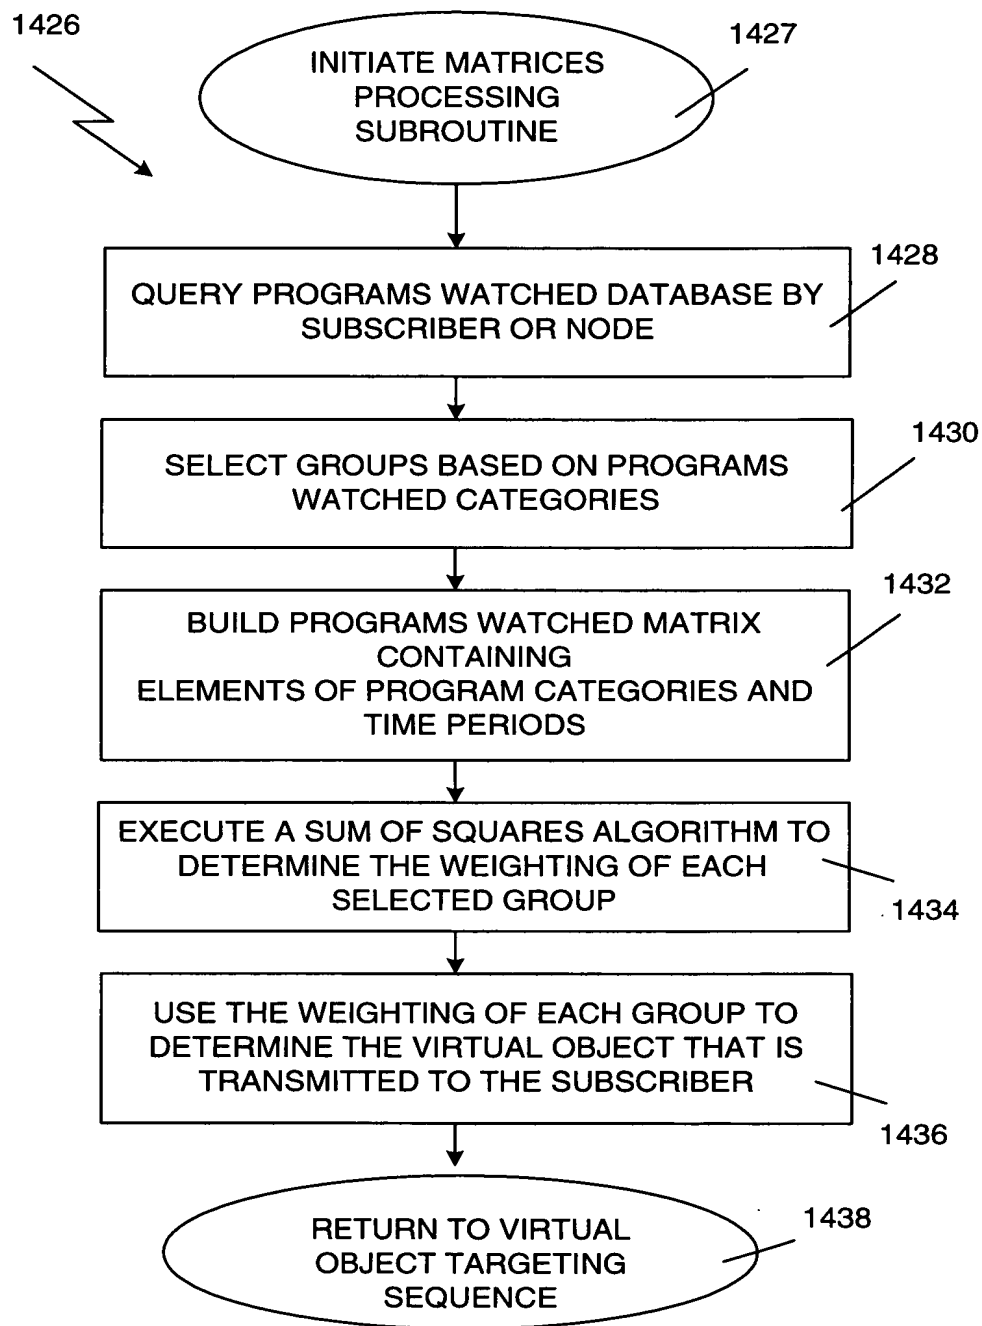 1426
1427
INITIATE MATRICES
PROCESSING
SUBROUTINE
1428
QUERY PROGRAMS WATCHED DATABASE BY
SUBSCRIBER OR NODE
1430
SELECT GROUPS BASED ON PROGRAMS
WATCHED CATEGORIES
1432
BUILD PROGRAMS WATCHED MATRIX
CONTAINING
ELEMENTS OF PROGRAM CATEGORIES AND
TIME PERIODS
EXECUTE A SUM OF SQUARES ALGORITHM TO
DETERMINE THE WEIGHTING OF EACH
SELECTED GROUP
1434
USE THE WEIGHTING OF EACH GROUP TO
DETERMINE THE VIRTUAL OBJECT THAT IS
TRANSMITTED TO THE SUBSCRIBER
1436
1438
RETURN TO VIRTUAL
OBJECT TARGETING
SEQUENCE